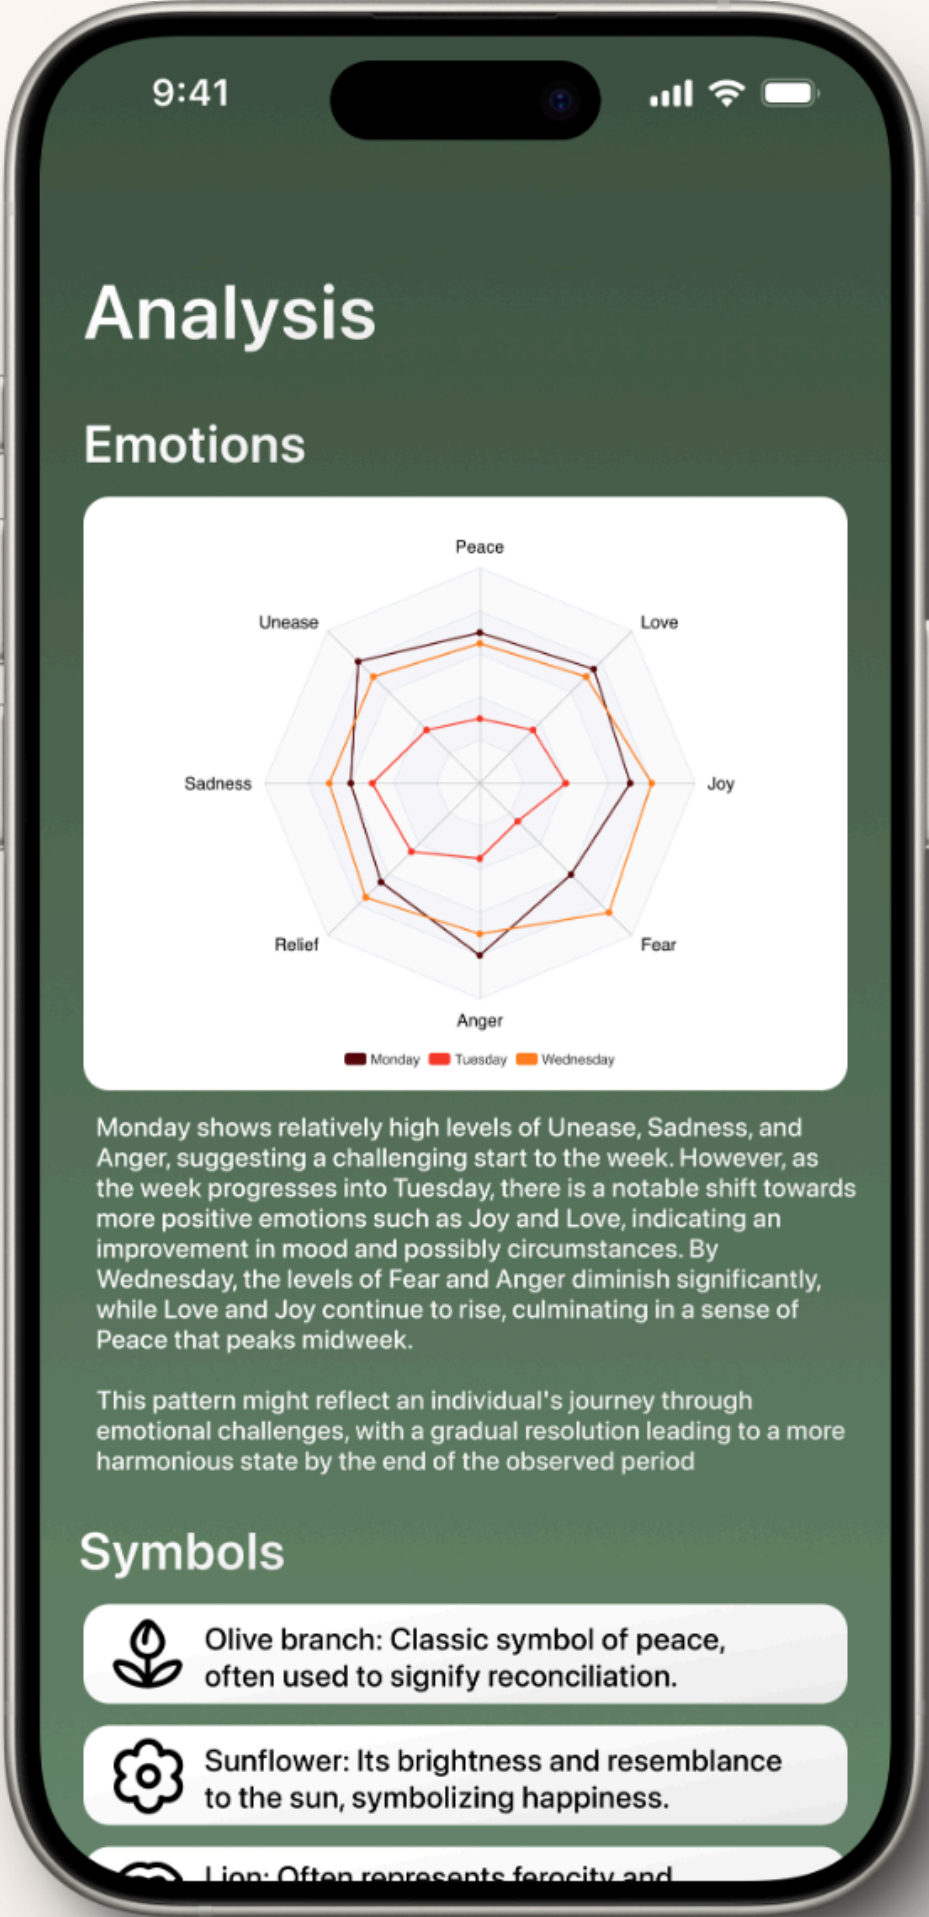 9:41
Analysis
Emotions
Peace
Unease
Love
Sadness
Joy
Relief
Fear
Anger
Monday Tuesday Wednesday
Monday shows relatively high levels of Unease, Sadness, and
Anger, suggesting a challenging start to the week. However, as
the week progresses into Tuesday, there is a notable shift towards
more positive emotions such as Joy and Love, indicating an
improvement in mood and possibly circumstances. By
Wednesday, the levels of Fear and Anger diminish significantly,
while Love and Joy continue to rise, culminating in a sense of
Peace that peaks midweek.
This pattern might reflect an individual's journey through
emotional challenges, with a gradual resolution leading to a more
harmonious state by the end of the observed period
Symbols
Olive branch: Classic symbol of peace,
often used to signify reconciliation.
Sunflower: Its brightness and resemblance
to the sun, symbolizing happiness.
Lion: Often represents ferocity and